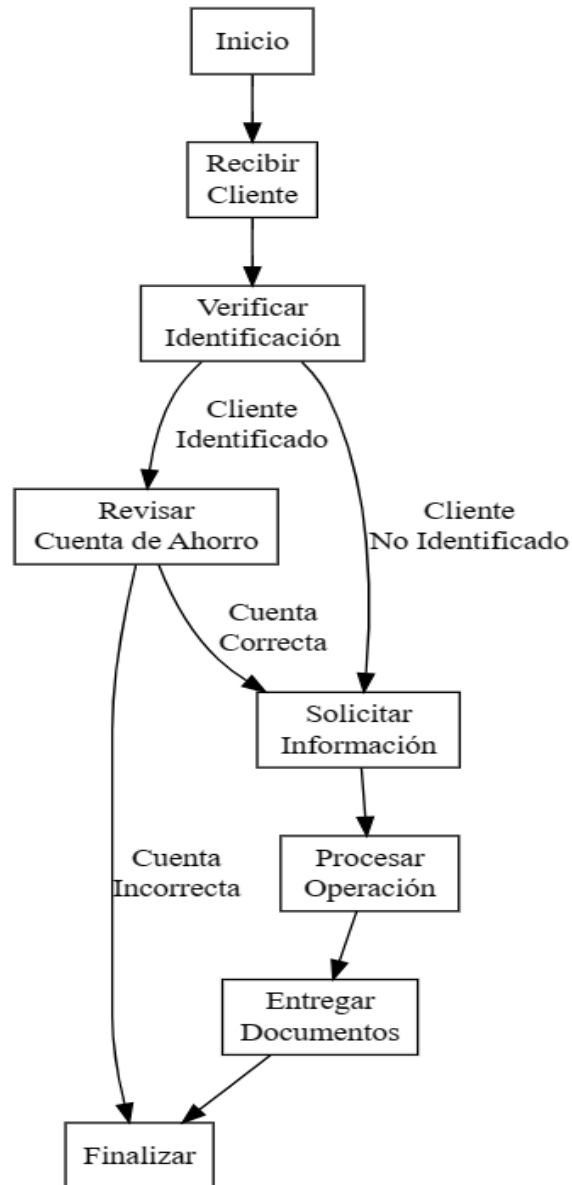 Inicio
Recibir
Cliente
Verificar
Identificación
Cliente
Identificado
Cliente
No Identificado
Revisar
Cuenta de Ahorro
Cuenta
Correcta
Solicitar
Información
Cuenta
Incorrecta
Procesar
Operación
Entregar
Documentos
Finalizar